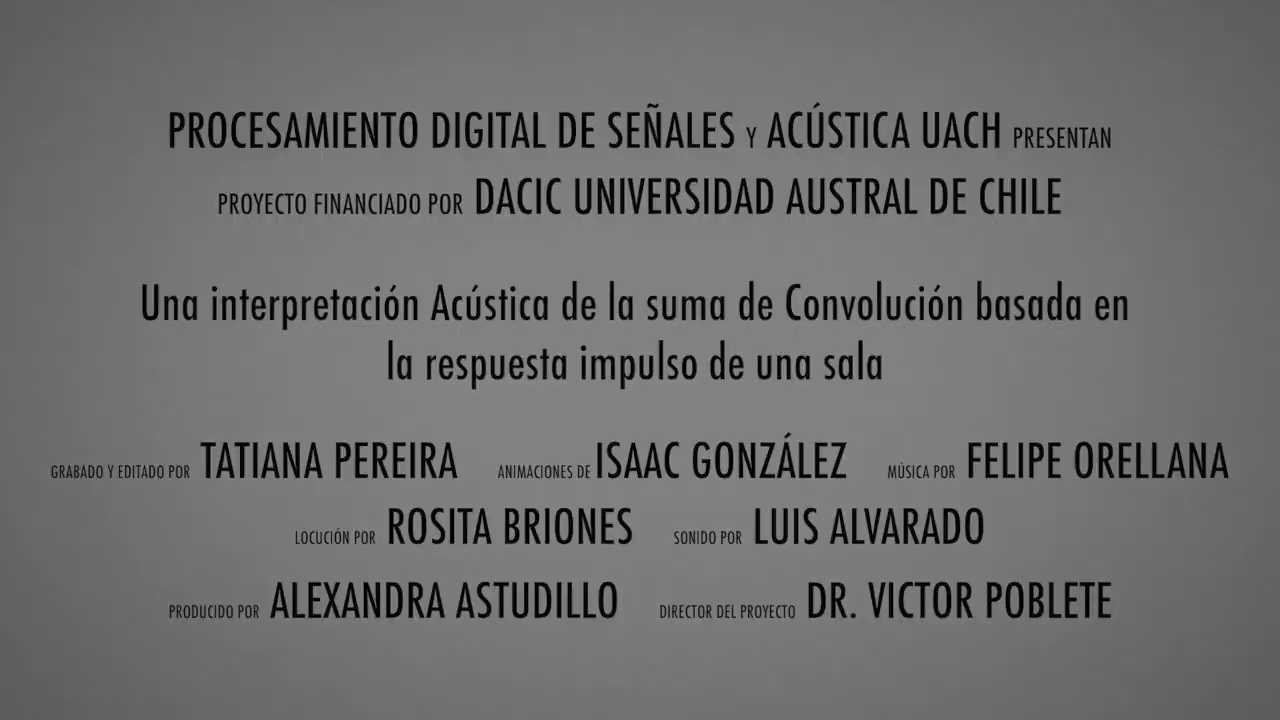 PROCESAMIENTO DIGITAL DE SEÑALES Y ACÚSTICA UACH PRESENTAN
PROYECTO FINANCIADO POR DACIC UNIVERSIDAD AUSTRAL DE CHILE
Una interpretación Acústica de la suma de Convolución basada en
la respuesta impulso de una sala
GRABADO Y EDITADO POR TATIANA PEREIRA ANIMACIONES DE ISAAC GONZÁLEZ MÚSICA POR FELIPE ORELLANA
LOCUCIÓN POR ROSITA BRIONES SONIDO POR LUIS ALVARADO
PRODUCIDO POR ALEXANDRA ASTUDILLO DIRECTOR DEL PROYECTO DR. VICTOR POBLETE